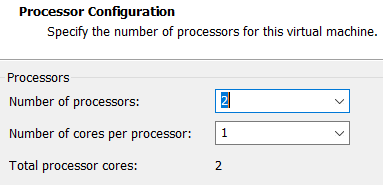 Processor Configuration
Specify the number of processors for this virtual machine.
Processors
Number of processors: 2
Number of cores per processor: 1
Total processor cores: 2